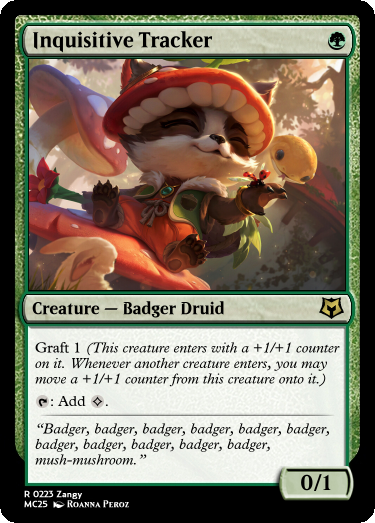 Inquisitive Tracker
Creature — Badger Druid
Graft 1 (This creature enters with a +1/+1 counter
on it. Whenever another creature enters, you may
move a +1/+1 counter from this creature onto it.)
: Add .
“Badger, badger, badger, badger, badger, badger,
badger, badger, badger, badger, badger,
mush-mushroom.”
0/1
R 0223 Zangy
MC25 Roanna Peroz